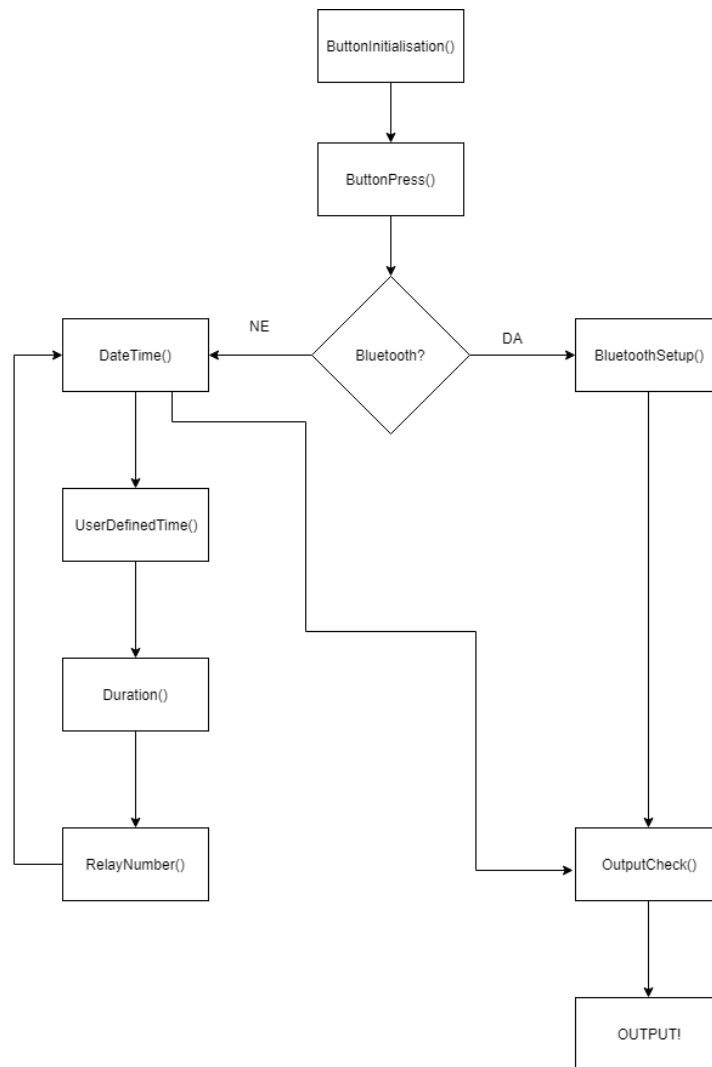 ButtonInitialisation()
ButtonPress()
Bluetooth?
NE
DA
DateTime()
BluetoothSetup()
UserDefinedTime()
Duration()
RelayNumber()
OutputCheck()
OUTPUT!